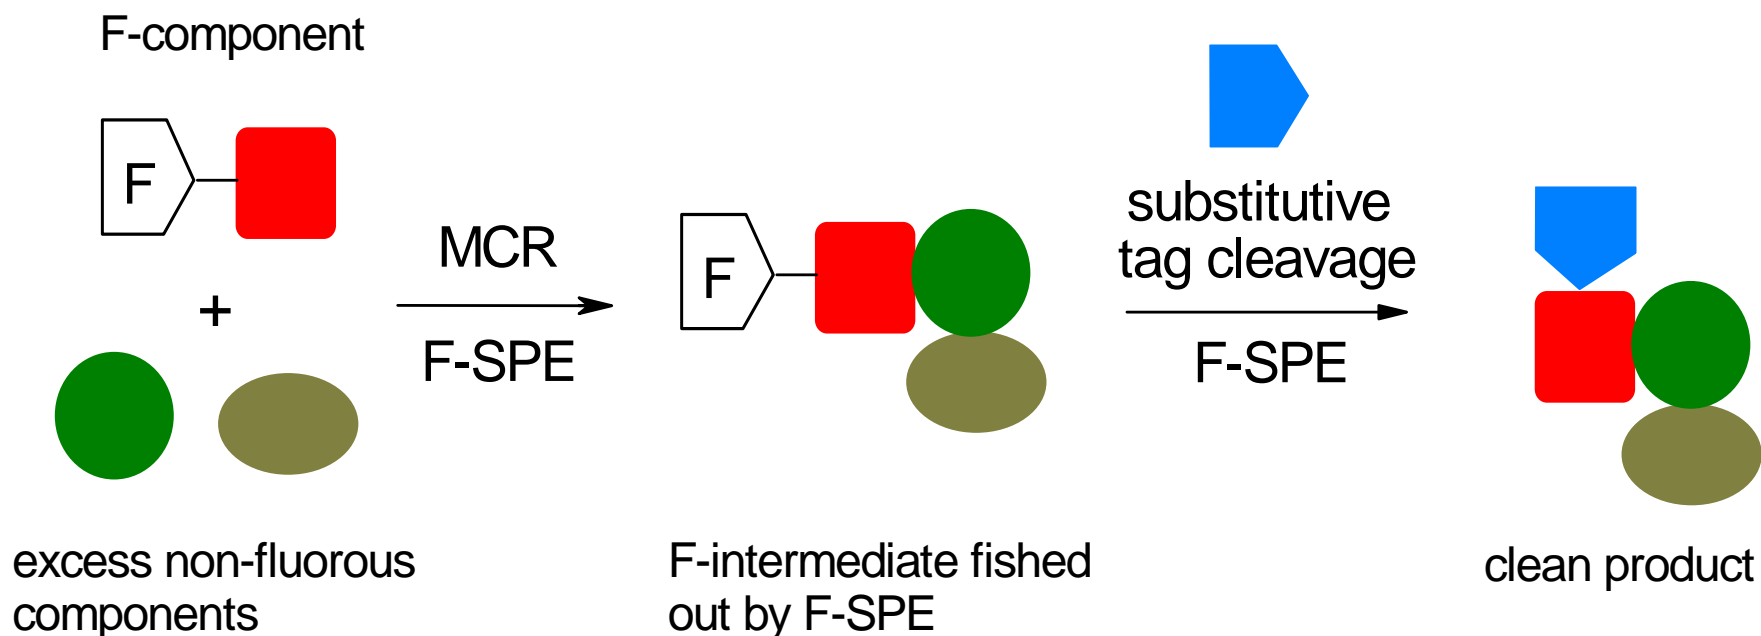 F-component
F
+
excess non-fluorous
components
MCR
F-SPE
F
F-intermediate fished
out by F-SPE
substitutive
tag cleavage
F-SPE
clean product